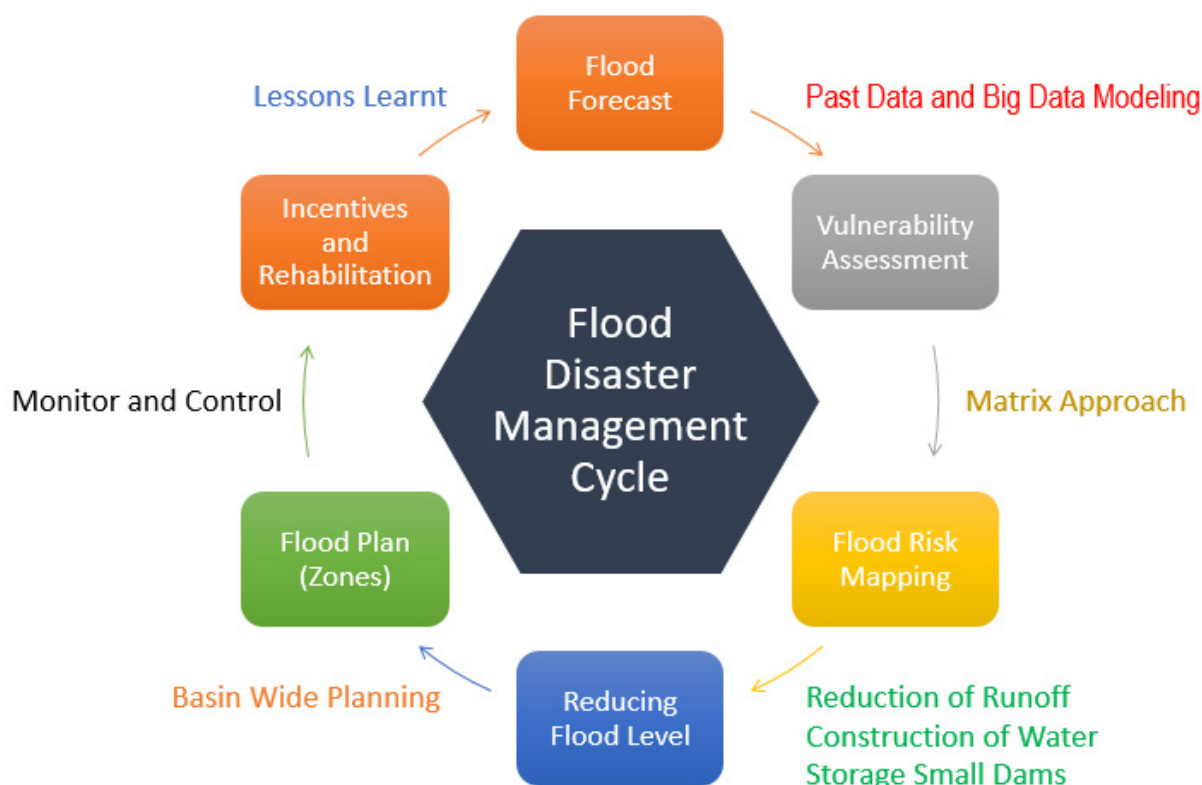 Flood
Forecast
Lessons Learnt
Past Data and Big Data Modeling
Incentives
and
Rehabilitation
Vulnerability
Assessment
Flood
Disaster
Management
Cycle
Monitor and Control
Matrix Approach
Flood Plan
(Zones)
Flood Risk
Mapping
Basin Wide Planning
Reducing
Flood Level
Reduction of Runoff
Construction of Water
Storage Small Dams